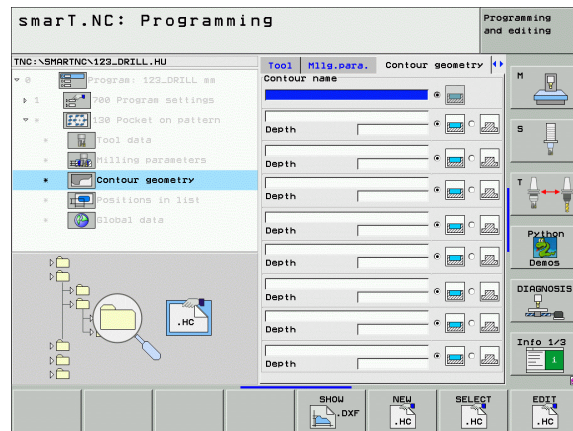 smarT.NC: Programming
Programming
and editing
TNC:\SMARTNC\123_DRILL.HU
0 Program: 123_DRILL mm
1 700 Program settings
* 130 Pocket on pattern
* Tool data
* Milling parameters
* Contour geometry
* Positions in list
* Global data
.HC
Tool Mllg.para. Contour geometry
Contour name
Depth
Depth
Depth
Depth
Depth
Depth
Depth
Depth
M
S
T
Python
Demos
DIAGNOSIS
Info 1/3
1
SHOW
.DXF
NEW
.HC
SELECT
.HC
EDIT
.HC